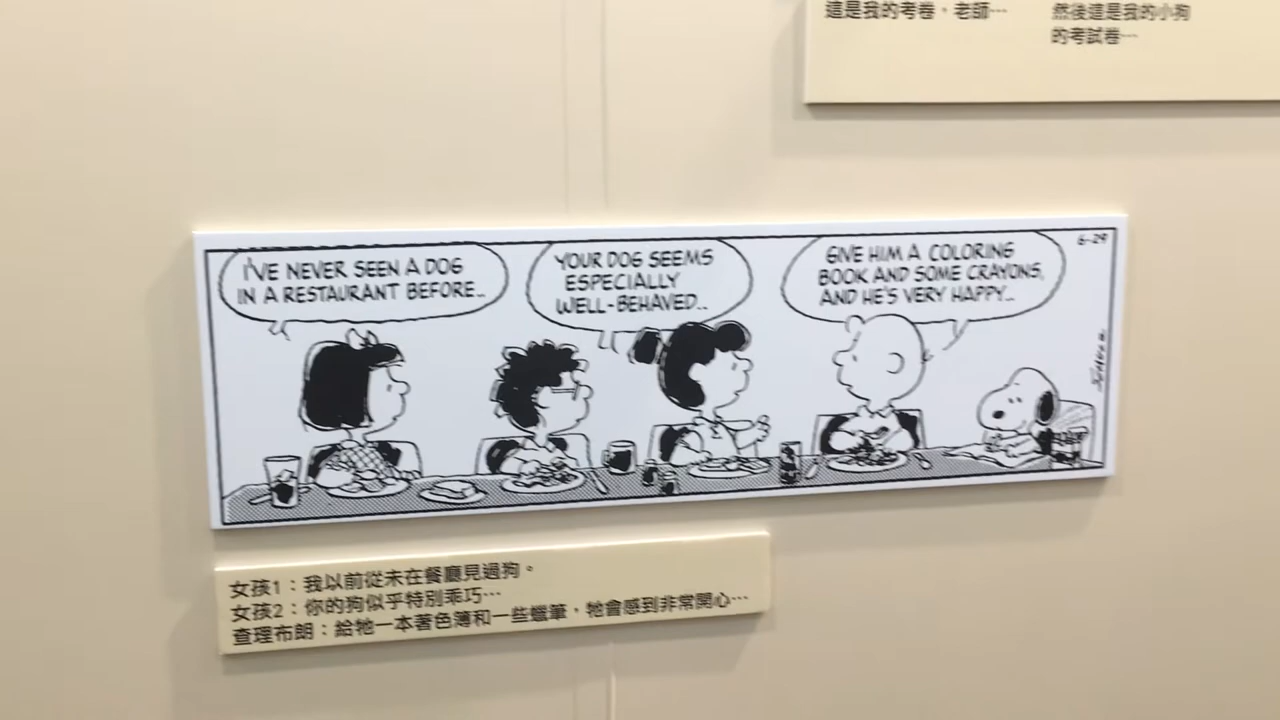 這是我的考卷，老師…
然後這是我的小狗
的考試卷…
I'VE NEVER SEEN A DOG
IN A RESTAURANT BEFORE..
YOUR DOG SEEMS
ESPECIALLY
WELL-BEHAVED..
GIVE HIM A COLORING
BOOK AND SOME CRAYONS,
AND HE'S VERY HAPPY..
6-29
女孩1：我以前從未在餐廳見過狗。
女孩2：你的狗似乎特別乖巧…
查理布朗：給牠一本著色簿和一些蠟筆，牠會感到非常開心…